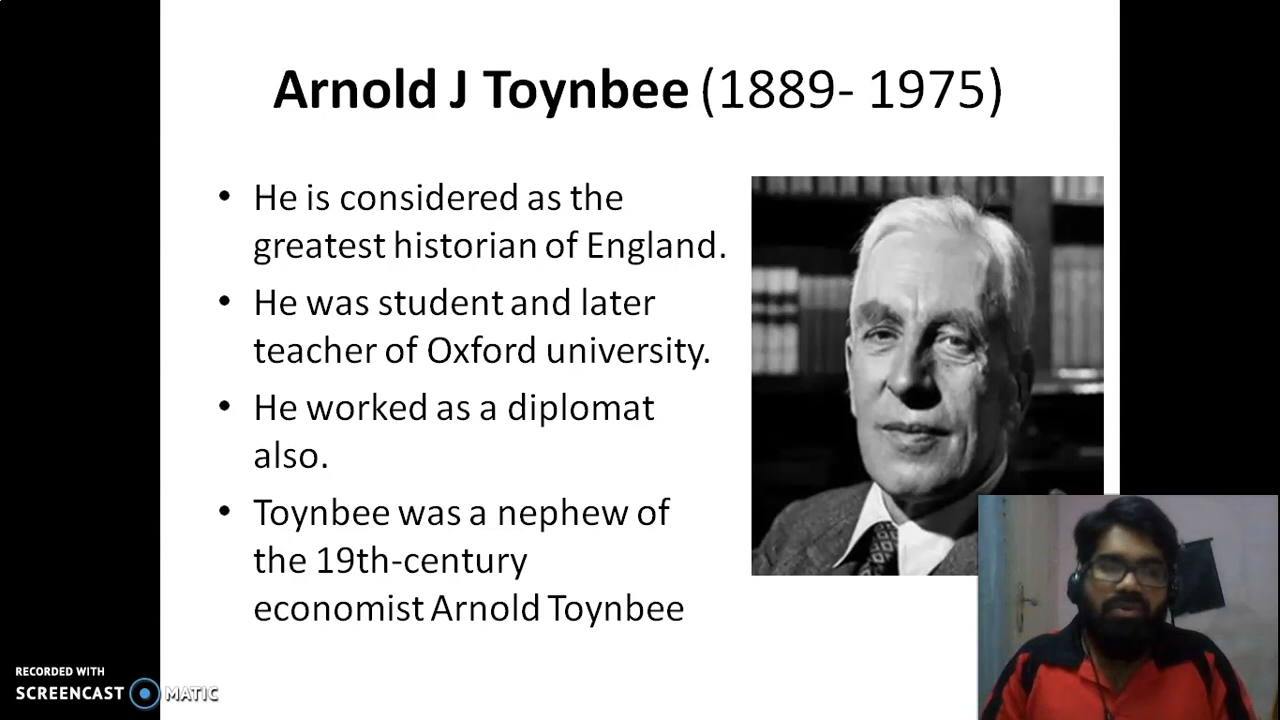 Arnold J Toynbee (1889- 1975)
• He is considered as the
greatest historian of England.
• He was student and later
teacher of Oxford university.
• He worked as a diplomat
also.
• Toynbee was a nephew of
the 19th-century
economist Arnold Toynbee
RECORDED WITH
SCREENCAST MATIC